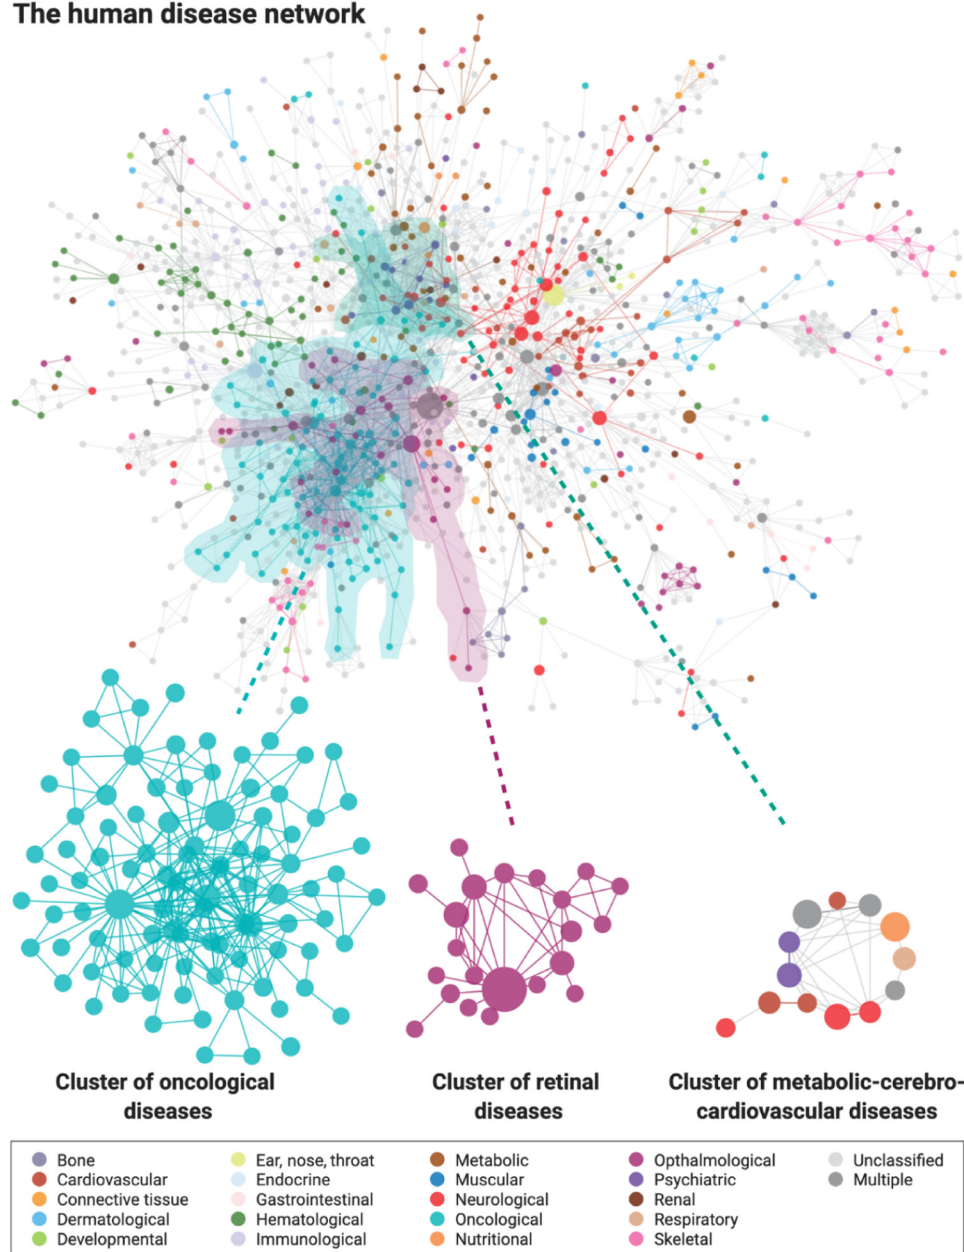 The human disease network
Cluster of oncological
diseases
Cluster of retinal
diseases
Cluster of metabolic-cerebro-
cardiovascular diseases
Bone
Cardiovascular
Connective tissue
Dermatological
Developmental
Ear, nose, throat
Endocrine
Gastrointestinal
Hematological
Immunological
Metabolic
Muscular
Neurological
Oncological
Nutritional
Opthalmological
Psychiatric
Renal
Respiratory
Skeletal
Unclassified
Multiple